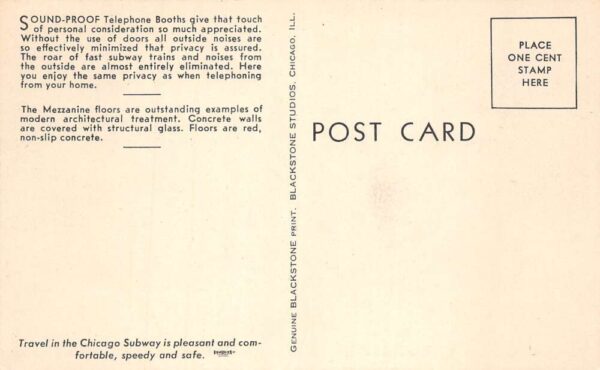 SOUND-PROOF Telephone Booths give that touch
of personal consideration so much appreciated.
Without the use of doors all outside noises are
so effectively minimized that privacy is assured.
The roar of fast subway trains and noises from
the outside are almost entirely eliminated. Here
you enjoy the same privacy as when telephoning
from your home.
The Mezzanine floors are outstanding examples of
modern architectural treatment. Concrete walls
are covered with structural glass. Floors are red,
non-slip concrete.
Travel in the Chicago Subway is pleasant and com-
fortable, speedy and safe.
GENUINE BLACKSTONE PRINT. BLACKSTONE STUDIOS, CHICAGO, ILL.
POST CARD
PLACE
ONE CENT
STAMP
HERE